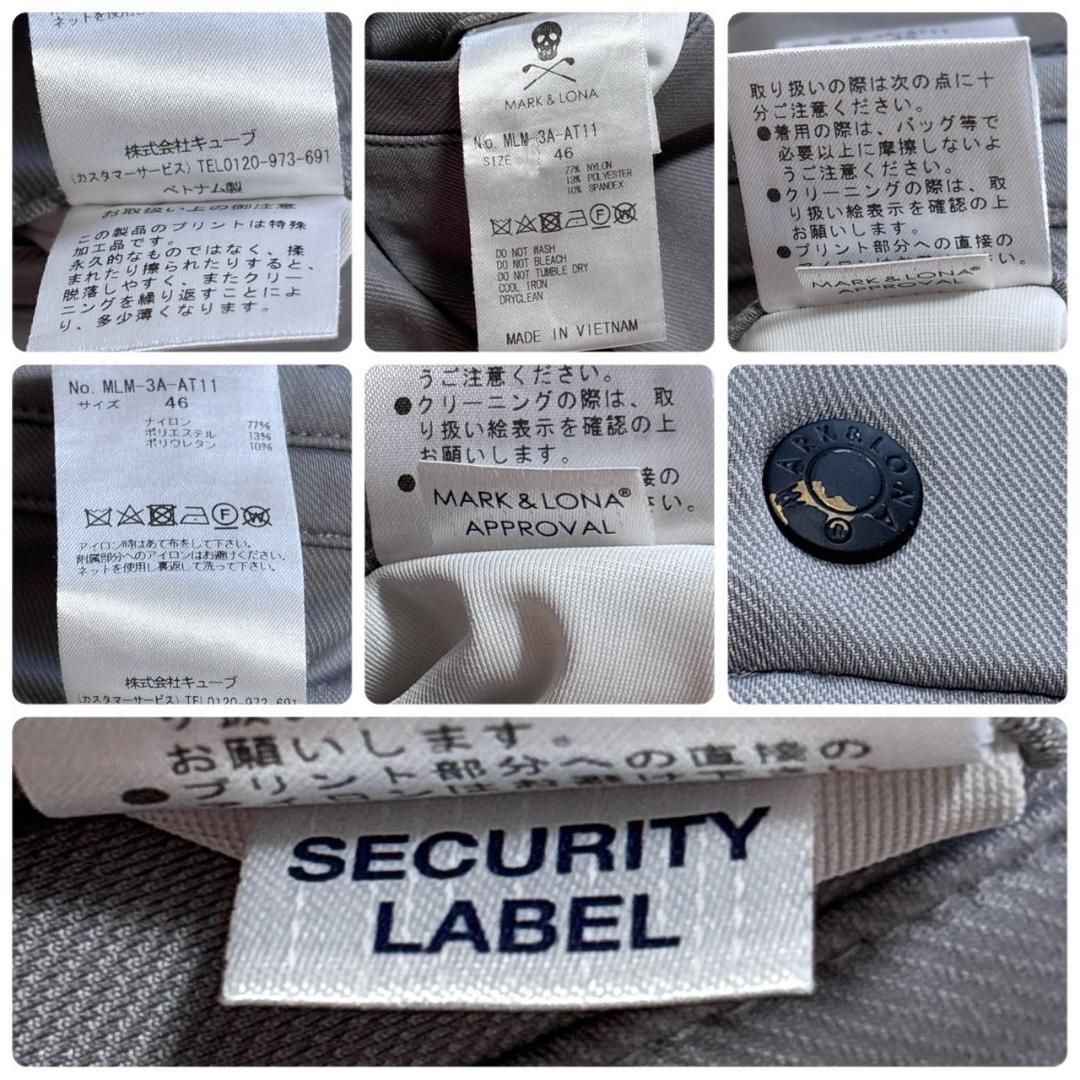 ネットを使用し
株式会社キューブ
(カスタマーサービス) TEL0120-973-691
ベトナム製
お取扱い上の御注意
この製品のプリントは特殊
加工品です。
永久的なものではなく、揉
まれたり擦られたりすると、
脱落しやすく、またクリー
ニングを繰り返すことによ
り、多少薄くなります。
MARK & LONA
No. MLM-3A-AT11
SIZE 46
77% NYLON
13% POLYESTER
10% SPANDEX
DO NOT WASH
DO NOT BLEACH
DO NOT TUMBLE DRY
COOL IRON
DRYCLEAN
MADE IN VIETNAM
取り扱いの際は次の点に十
分ご注意ください。
●着用の際は、バッグ等で
必要以上に摩擦しないよ
うご注意ください。
●クリーニングの際は、取
り扱い絵表示を確認の上
お願いします。
●プリント部分への直接の
MARK & LONA®
APPROVAL
No. MLM-3A-AT11
サイズ 46
ナイロン 77%
ポリエステル 13%
ポリウレタン 10%
アイロン時はあて布をして下さい。
附属部分へのアイロンはお避けください。
ネットを使用し裏返して洗って下さい。
株式会社キューブ
(カスタマーサービス) TEL0120-973-691
うご注意ください。
●クリーニングの際は、取
り扱い絵表示を確認の上
お願いします。
●
接の
さい。
MARK & LONA®
APPROVAL
MARK & LONA
®
お願いします。
●プリント部分への直接の
アイロンはお避け下さい
SECURITY
LABEL